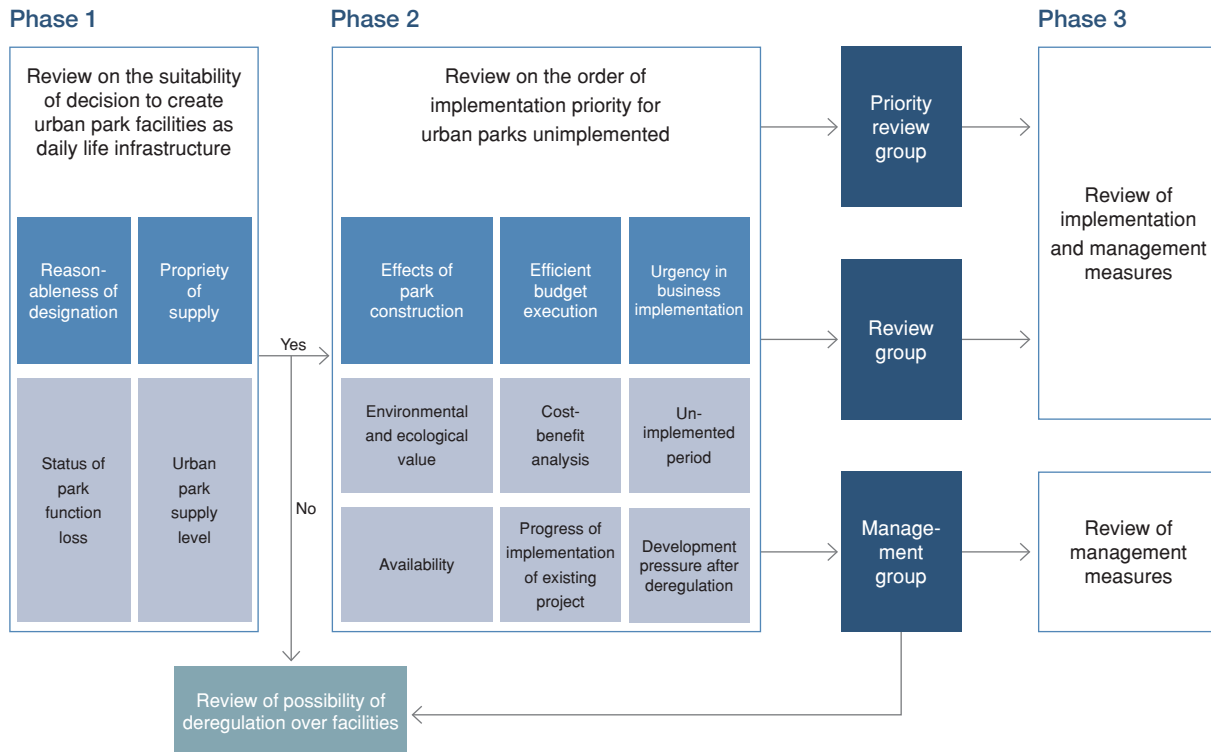 Phase 1
Review on the suitability
of decision to create
urban park facilities as
daily life infrastructure
Reason-
ableness of
designation
Propriety
of
supply
Status of
park
function
loss
Urban
park
supply
level
Yes
No
Phase 2
Review on the order of
implementation priority for
urban parks unimplemented
Effects of
park
construction
Efficient
budget
execution
Urgency in
business
implementation
Environmental
and ecological
value
Cost-
benefit
analysis
Un-
implemented
period
Availability
Progress of
implementation
of existing
project
Development
pressure after
deregulation
Priority
review
group
Review
group
Manage-
ment
group
Phase 3
Review of
implementation
and management
measures
Review of
management
measures
Review of possibility of
deregulation over facilities